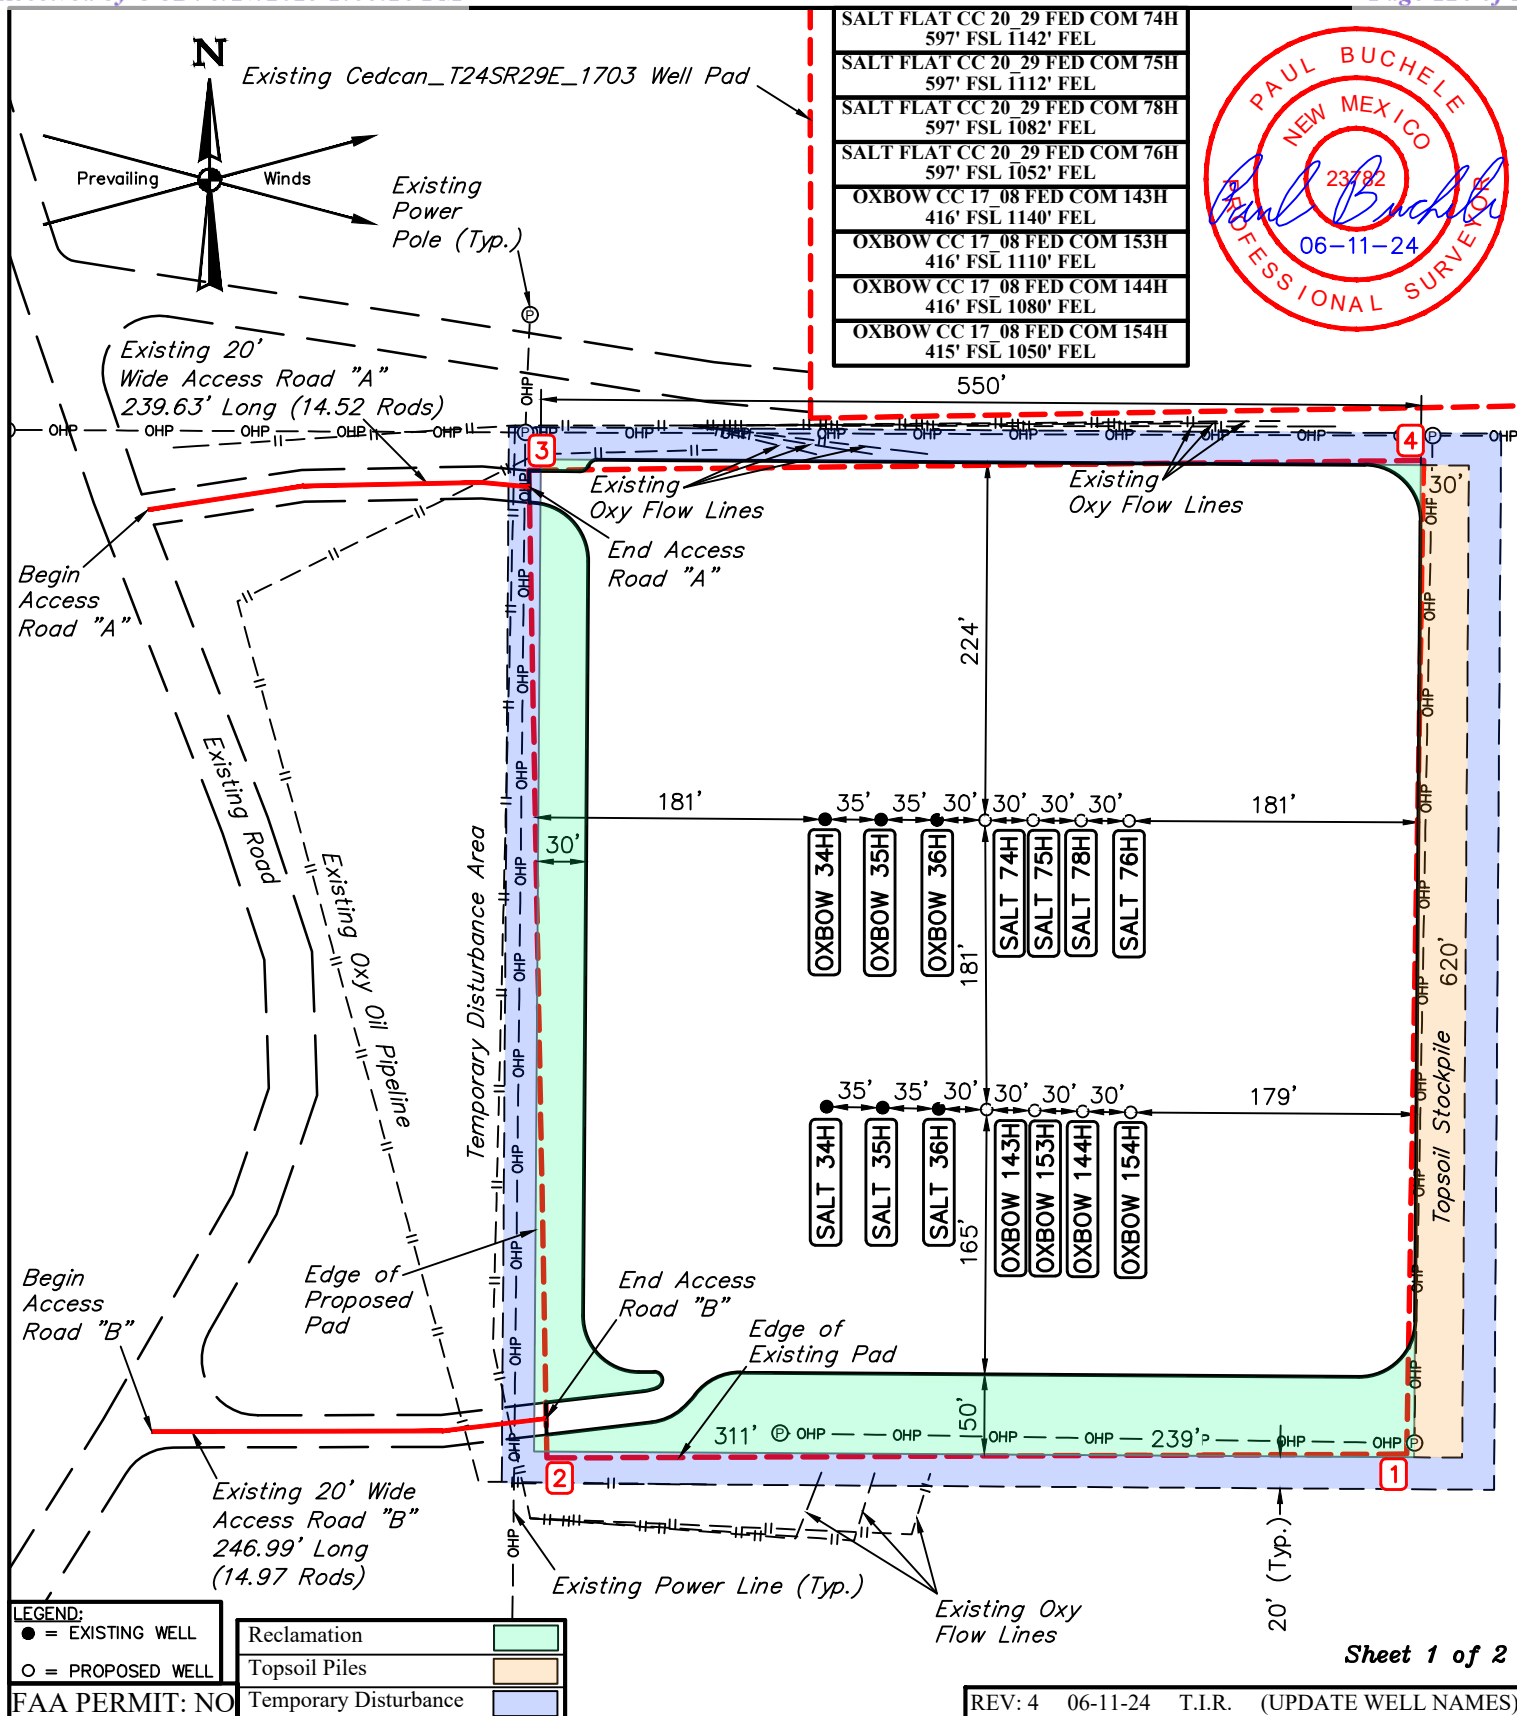 SALT FLAT CC 20_29 FED COM 74H
597' FSL 1142' FEL
SALT FLAT CC 20_29 FED COM 75H
597' FSL 1112' FEL
SALT FLAT CC 20_29 FED COM 78H
597' FSL 1082' FEL
SALT FLAT CC 20_29 FED COM 76H
597' FSL 1052' FEL
OXBOW CC 17_08 FED COM 143H
416' FSL 1140' FEL
OXBOW CC 17_08 FED COM 153H
416' FSL 1110' FEL
OXBOW CC 17_08 FED COM 144H
416' FSL 1080' FEL
OXBOW CC 17_08 FED COM 154H
415' FSL 1050' FEL
PAUL BUCHELE
NEW MEXICO
23782
PROFESSIONAL SURVEYOR
Paul Buchele
06-11-24
N
Prevailing Winds
Existing Cedcan_T24SR29E_1703 Well Pad
Existing
Power
Pole (Typ.)
Existing 20'
Wide Access Road "A"
239.63' Long (14.52 Rods)
550'
3
4
Existing
Oxy Flow Lines
Existing
Oxy Flow Lines
30'
End Access
Road "A"
Begin
Access
Road "A"
224'
Existing Road
Existing Oxy Oil Pipeline
Temporary Disturbance Area
181' 35' 35' 30' 30' 30' 30' 181'
30'
OXBOW 34H
OXBOW 35H
OXBOW 36H
SALT 74H
SALT 75H
SALT 78H
SALT 76H
181'
620'
Topsoil Stockpile
35' 35' 30' 30' 30' 30' 179'
SALT 34H
SALT 35H
SALT 36H
OXBOW 143H
OXBOW 153H
OXBOW 144H
OXBOW 154H
165'
Begin
Access
Road "B"
Edge of
Proposed
Pad
End Access
Road "B"
Edge of
Existing Pad
311'
P OHP OHP OHP OHP 239' OHP OHP P
50'
2
1
Existing 20' Wide
Access Road "B"
246.99' Long
(14.97 Rods)
Existing Power Line (Typ.)
Existing Oxy
Flow Lines
20' (Typ.)
LEGEND:
● = EXISTING WELL
○ = PROPOSED WELL
FAA PERMIT: NO
Reclamation
Topsoil Piles
Temporary Disturbance
Sheet 1 of 2
REV: 4 06-11-24 T.I.R. (UPDATE WELL NAMES)